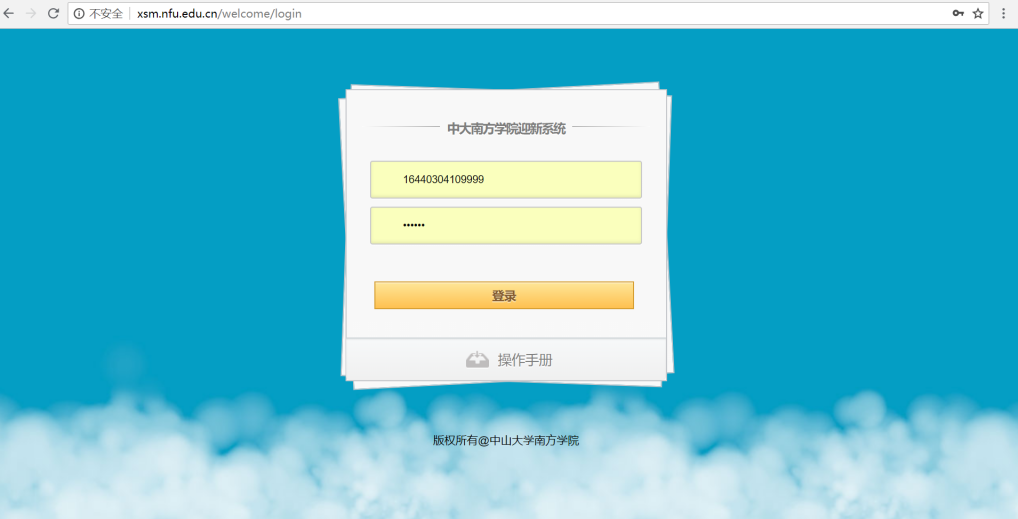 不安全 xsm.nfu.edu.cn/welcome/login
中大南方学院迎新系统
16440304109999
••••••
登录
操作手册
版权所有@中山大学南方学院